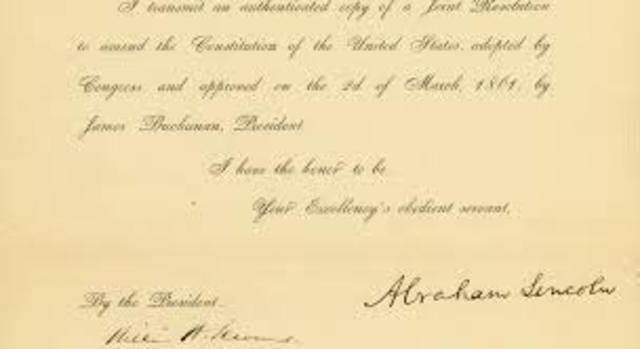 I transmit an authenticated copy of a Joint Resolution
to amend the Constitution of the United States, adopted by
Congress and approved on the 2d of March, 1861, by
James Buchanan, President
I have the honor to be
Your Excellency's obedient servant,
Abraham Lincoln
By the President